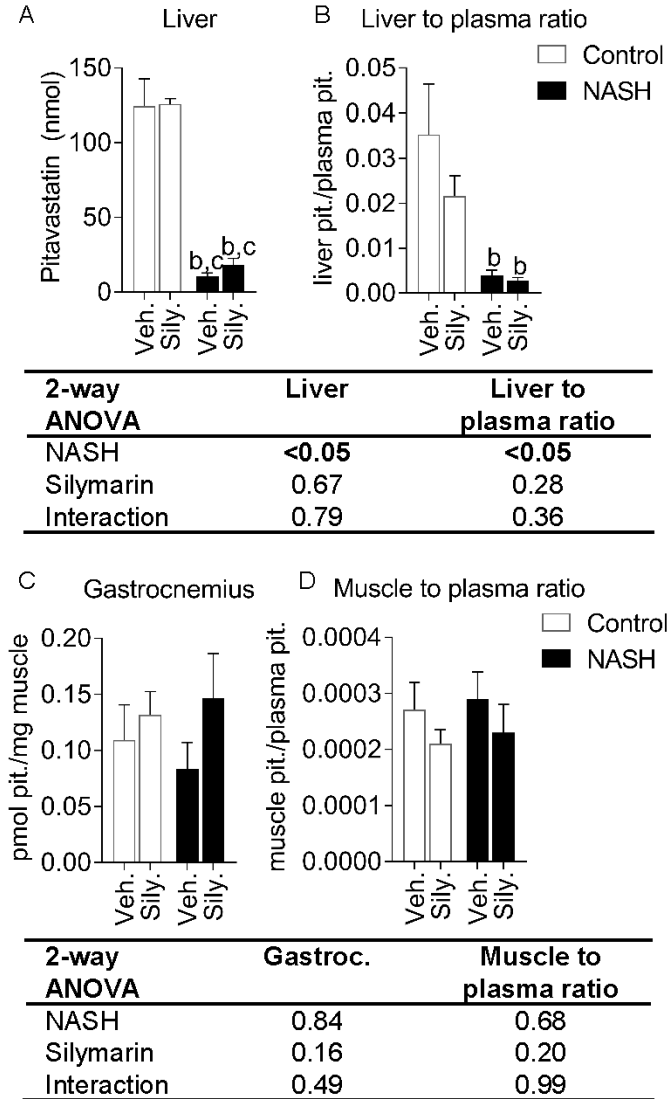 A Liver
B Liver to plasma ratio
Control
NASH
Pitavastatin (nmol)
150
100
50
0
b,c b,c
Veh. Sily. Veh. Sily.
liver pit./plasma pit.
0.05
0.04
0.03
0.02
0.01
0.00
b b
Veh. Sily. Veh. Sily.
2-way ANOVA Liver Liver to plasma ratio
NASH <0.05 <0.05
Silymarin 0.67 0.28
Interaction 0.79 0.36
C Gastrocnemius
D Muscle to plasma ratio
Control
NASH
pmol pit./mg muscle
0.20
0.15
0.10
0.05
0.00
Veh. Sily. Veh. Sily.
muscle pit./plasma pit.
0.0004
0.0003
0.0002
0.0001
0.0000
Veh. Sily. Veh. Sily.
2-way ANOVA Gastroc. Muscle to plasma ratio
NASH 0.84 0.68
Silymarin 0.16 0.20
Interaction 0.49 0.99